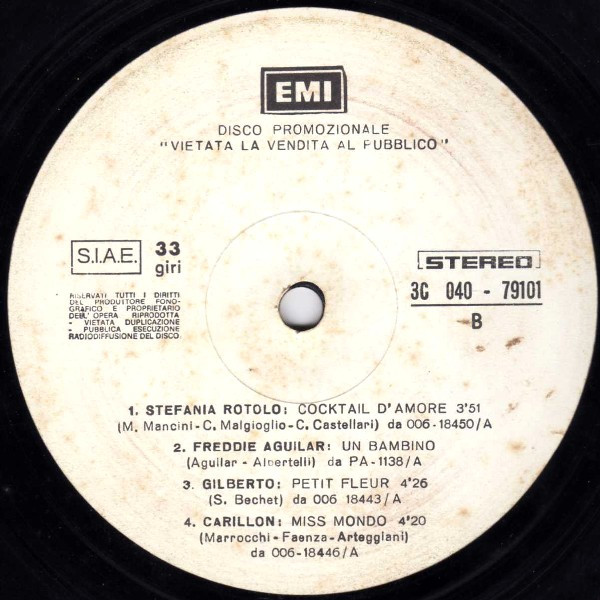 EMI
DISCO PROMOZIONALE
"VIETATA LA VENDITA AL PUBBLICO"
S.I.A.E.
33
giri
RISERVATI TUTTI I DIRITTI
DEL PRODUTTORE FONO-
GRAFICO E PROPRIETARIO
DELL'OPERA RIPRODOTTA
- VIETATA DUPLICAZIONE
- PUBBLICA ESECUZIONE
RADIODIFFUSIONE DEL DISCO
STEREO
3C 040 - 79101
B
1. STEFANIA ROTOLO: COCKTAIL D'AMORE 3'51
(M. Mancini-C. Malgioglio-C. Castellari) da 006-18450/A
2. FREDDIE AGUILAR: UN BAMBINO
(Aguilar - Albertelli) da PA-1138/A
3. GILBERTO: PETIT FLEUR 4'26
(S. Bechet) da 006 18443/A
4. CARILLON: MISS MONDO 4'20
(Marrocchi-Faenza-Arteggiani)
da 006-18446/A